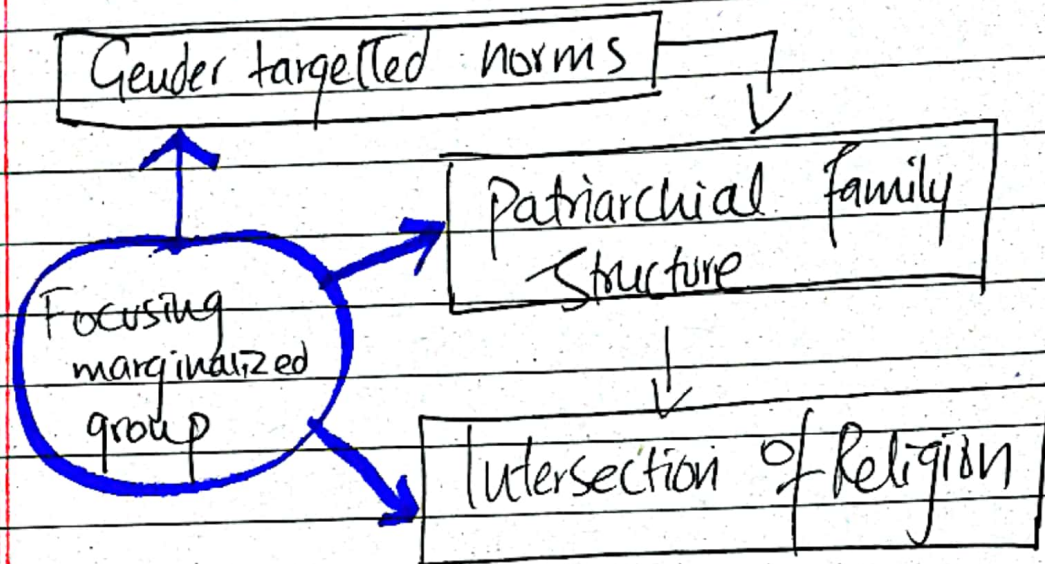 Gender targetted norms
Patriarchial family
Structure
Focusing
marginalized
group
Intersection of Religion